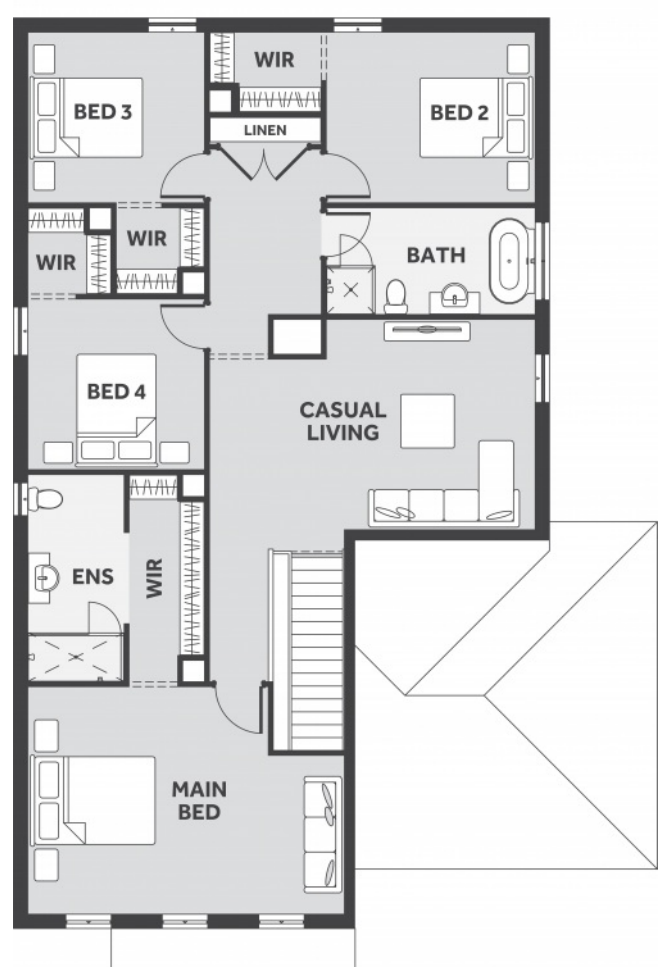 WIR
BED 3
BED 2
LINEN
WIR
WIR
BATH
BED 4
CASUAL
LIVING
ENS
WIR
MAIN
BED